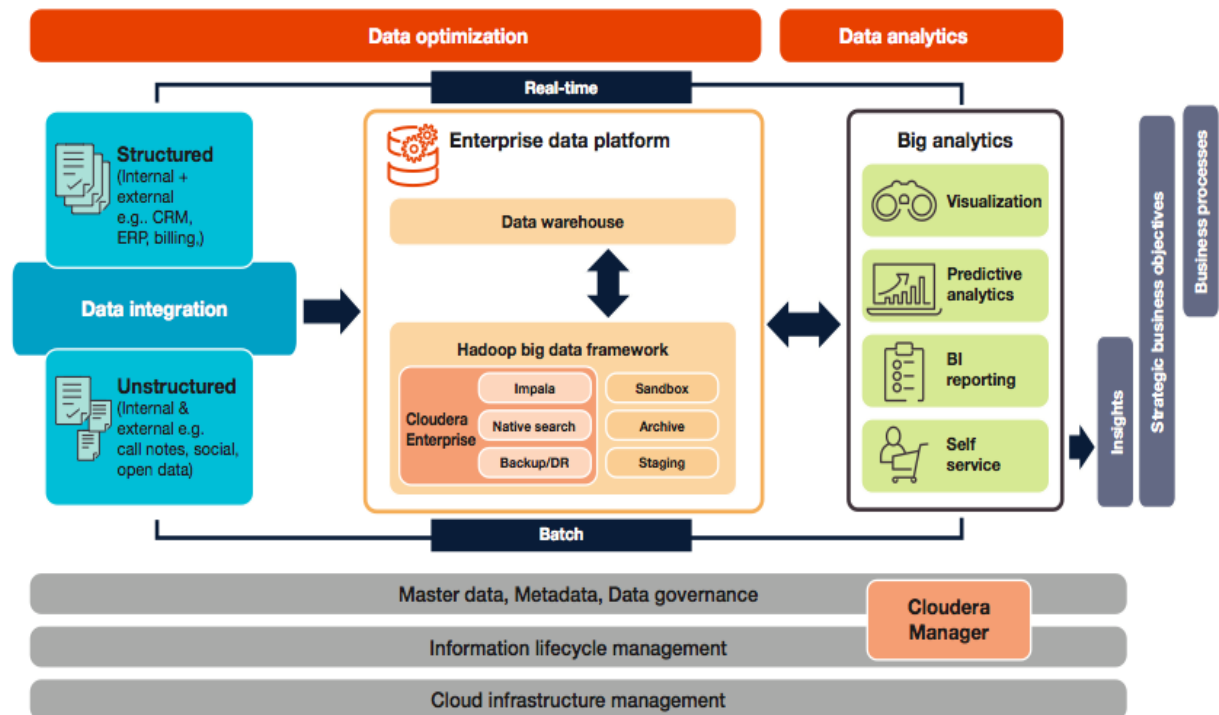 Data optimization
Data analytics
Real-time
Structured
(Internal +
external
e.g.. CRM,
ERP, billing,)
Data integration
Unstructured
(Internal &
external e.g.
call notes, social,
open data)
Enterprise data platform
Data warehouse
Hadoop big data framework
Cloudera
Enterprise
Impala
Native search
Backup/DR
Sandbox
Archive
Staging
Big analytics
Visualization
Predictive
analytics
BI
reporting
Self
service
Insights
Strategic business objectives
Business processes
Batch
Master data, Metadata, Data governance
Cloudera
Manager
Information lifecycle management
Cloud infrastructure management